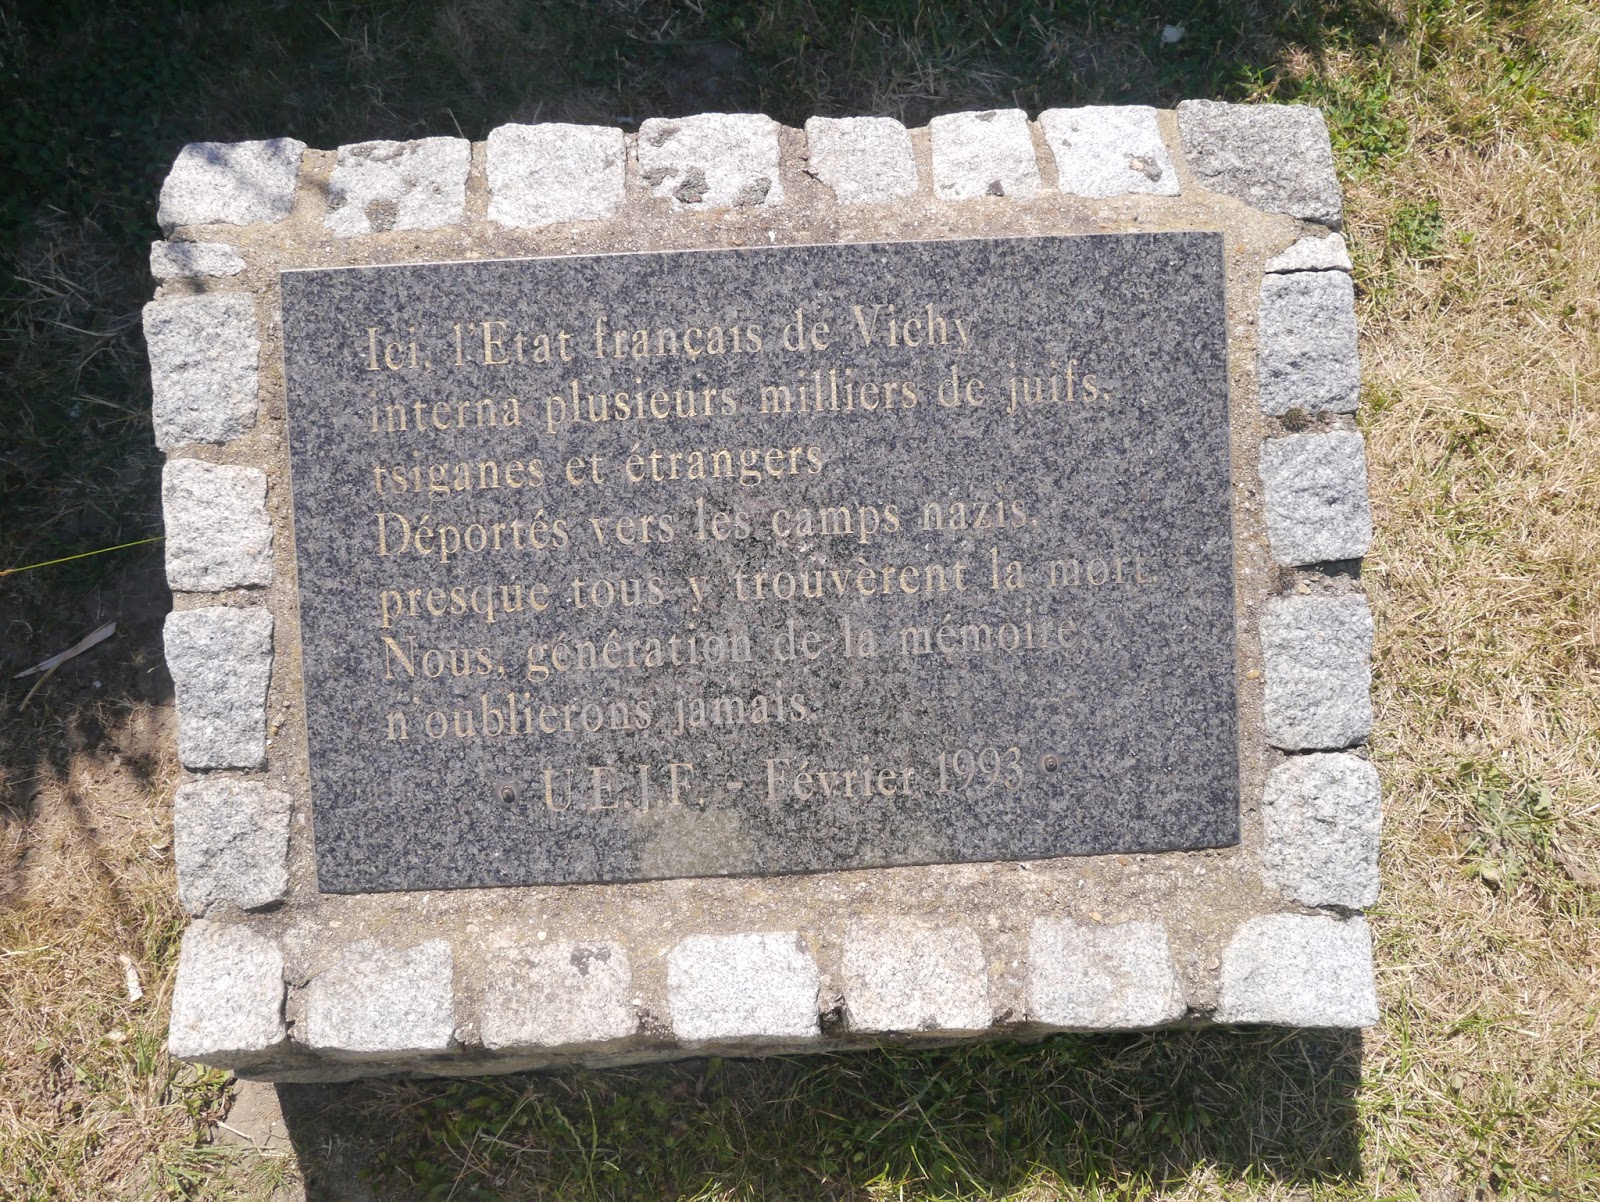 Ici, l'Etat français de Vichy
interna plusieurs milliers de juifs,
tsiganes et étrangers
Déportés vers les camps nazis,
presque tous y trouvèrent la mort.
Nous, génération de la mémoire,
n'oublierons jamais.
U.E.J.F. - Février 1993